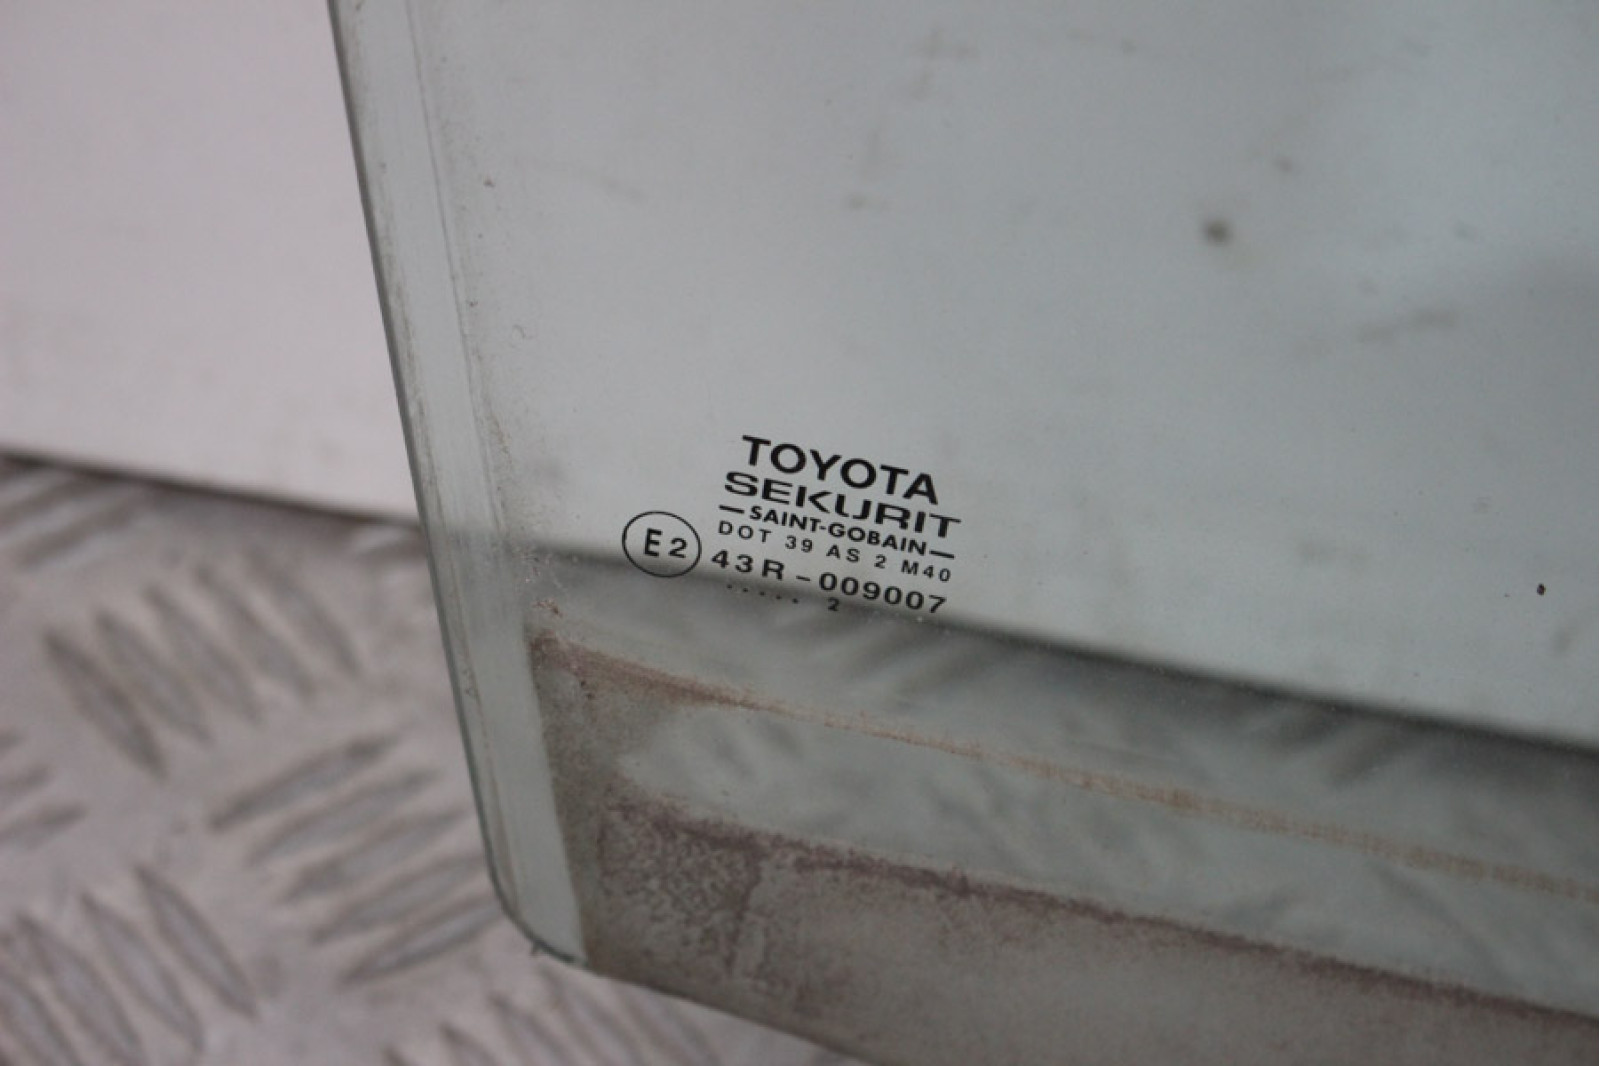 TOYOTA
SEKURIT
SAINT-GOBAIN
DOT 39 AS 2 M40
E2 43R-009007
..... 2